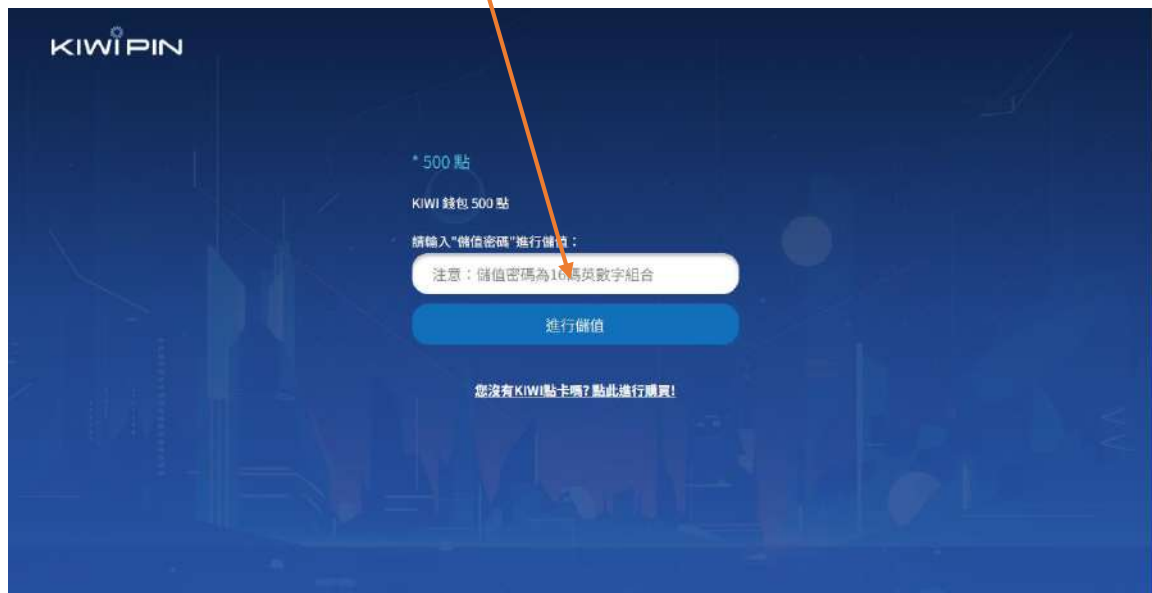 KIWI PIN
* 500 點
KIWI 錢包 500 點
請輸入"儲值密碼"進行儲值：
注意：儲值密碼為16碼英數字組合
進行儲值
您沒有KIWI點卡嗎? 點此進行購買!